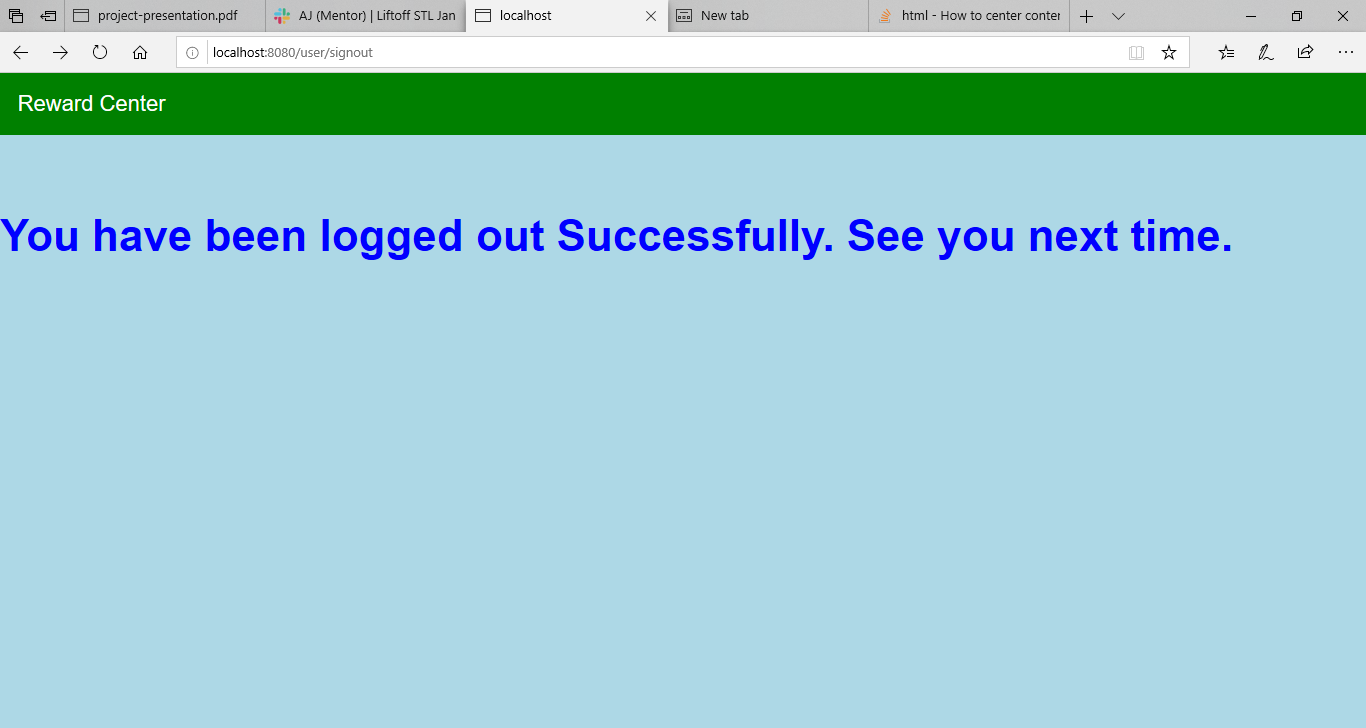 project-presentation.pdf
AJ (Mentor) | Liftoff STL Jan
localhost
New tab
html - How to center conter
localhost:8080/user/signout
Reward Center
You have been logged out Successfully. See you next time.